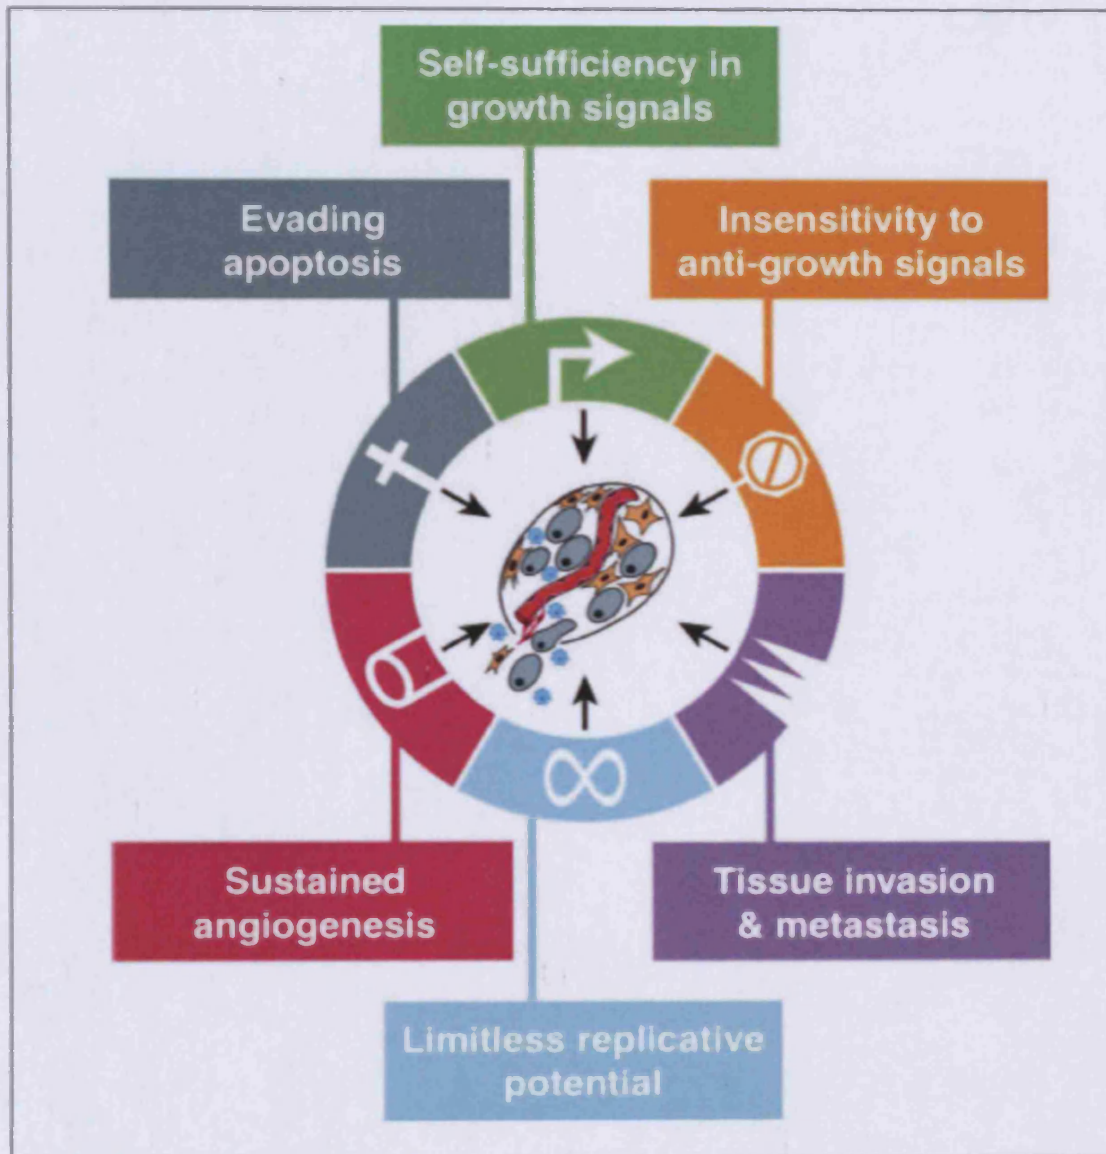 Self-sufficiency in
growth signals
Evading
apoptosis
Insensitivity to
anti-growth signals
Sustained
angiogenesis
Tissue invasion
& metastasis
Limitless replicative
potential